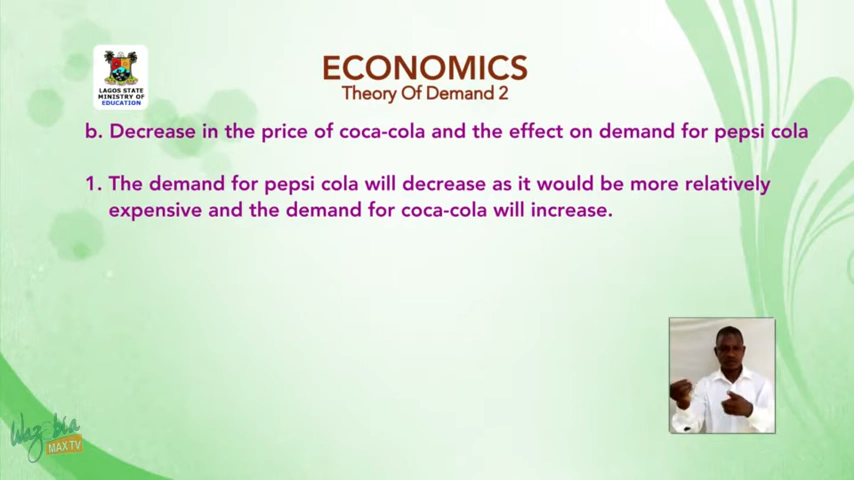 ECONOMICS
Theory Of Demand 2
LAGOS STATE
MINISTRY OF
EDUCATION
b. Decrease in the price of coca-cola and the effect on demand for pepsi cola
1. The demand for pepsi cola will decrease as it would be more relatively
expensive and the demand for coca-cola will increase.
Wazobia
MAX TV